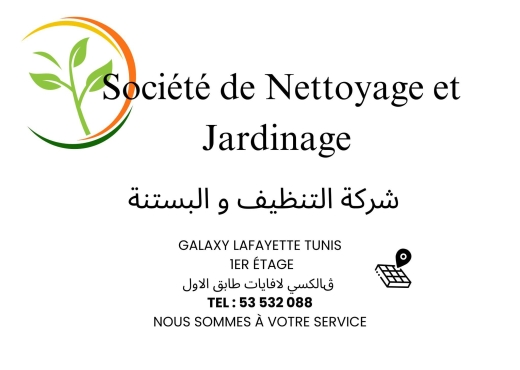 Société de Nettoyage et
Jardinage
شركة التنظيف و البستنة
GALAXY LAFAYETTE TUNIS
1ER ÉTAGE
ڤالكسي لافايات طابق الاول
TEL : 53 532 088
NOUS SOMMES À VOTRE SERVICE